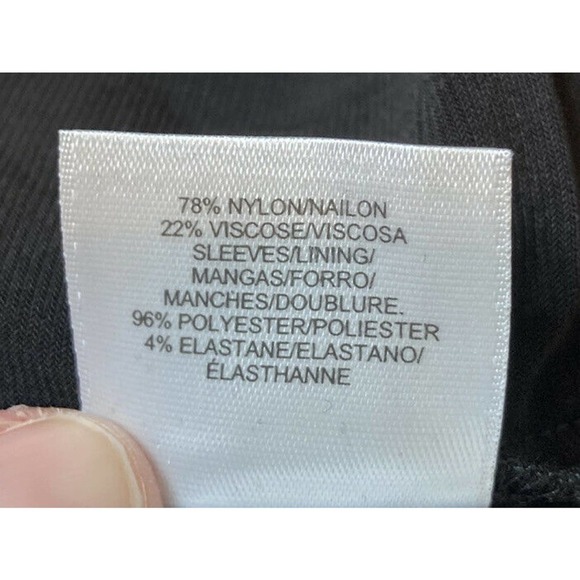 78% NYLON/NAILON
22% VISCOSE/VISCOSA
SLEEVES/LINING/
MANGAS/FORRO/
MANCHES/DOUBLURE.
96% POLYESTER/POLIESTER
4% ELASTANE/ELASTANO/
ÉLASTHANNE